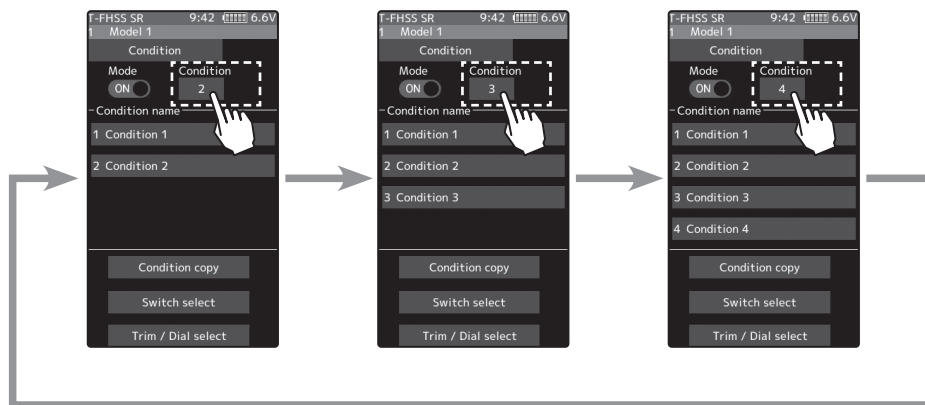 T-FHSS SR 9:42 6.6V
1 Model 1
Condition
Mode Condition
ON 2
Condition name
1 Condition 1
2 Condition 2
Condition copy
Switch select
Trim / Dial select
T-FHSS SR 9:42 6.6V
1 Model 1
Condition
Mode Condition
ON 3
Condition name
1 Condition 1
2 Condition 2
3 Condition 3
Condition copy
Switch select
Trim / Dial select
T-FHSS SR 9:42 6.6V
1 Model 1
Condition
Mode Condition
ON 4
Condition name
1 Condition 1
2 Condition 2
3 Condition 3
4 Condition 4
Condition copy
Switch select
Trim / Dial select